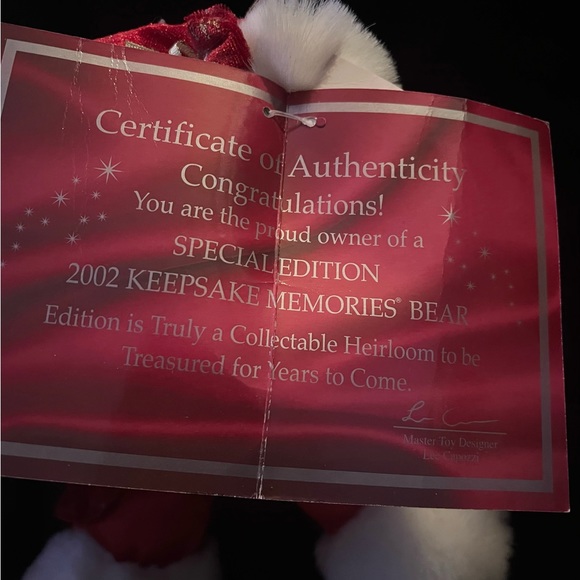 Certificate of Authenticity
Congratulations!
You are the proud owner of a
SPECIAL EDITION
2002 KEEPSAKE MEMORIES® BEAR
Edition is Truly a Collectable Heirloom to be
Treasured for Years to Come.
Master Toy Designer
Lee